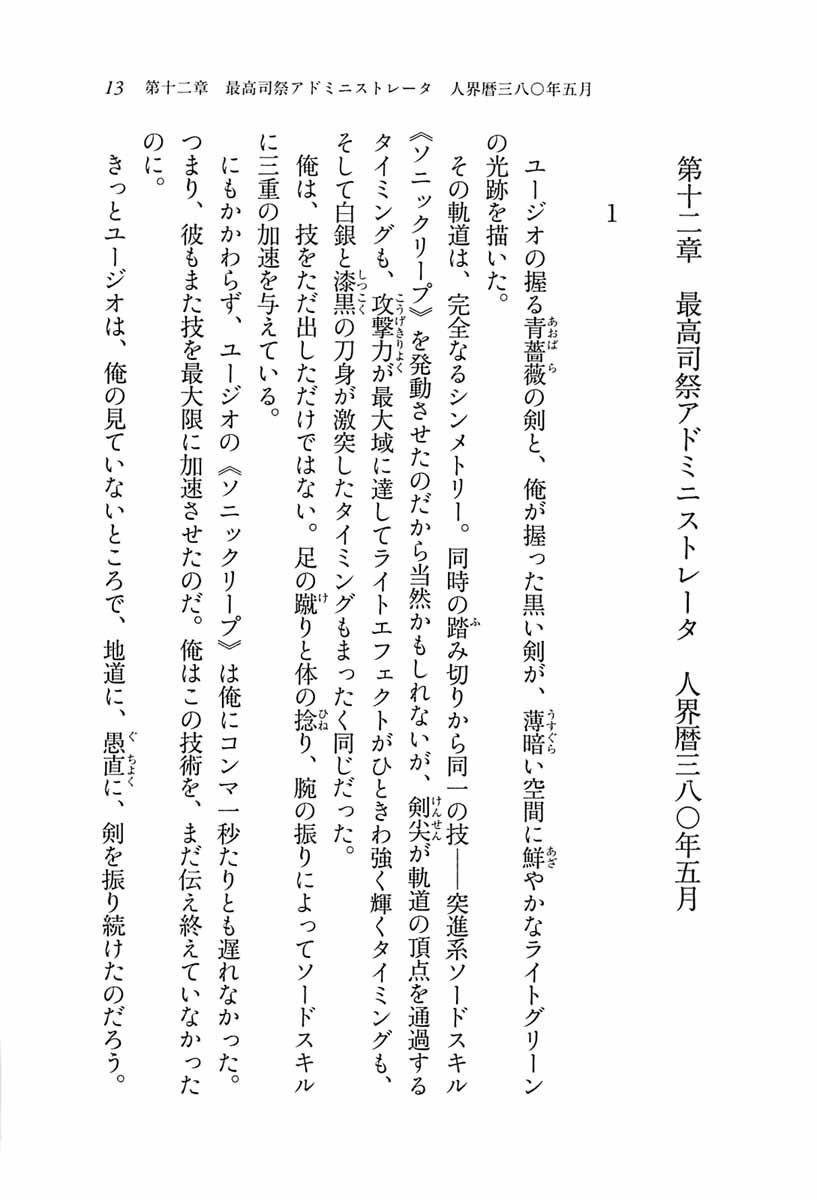 13　第十二章　最高司祭アドミニストレータ　人界暦三八〇年五月
第十二章　最高司祭アドミニストレータ　人界暦三八〇年五月
1
ユージオの握る青薔薇の剣と、俺が握った黒い剣が、薄暗い空間に鮮やかなライトグリーン
の光跡を描いた。
その軌道は、完全なるシンメトリー。同時の踏み切りから同一の技――突進系ソードスキル
《ソニックリープ》を発動させたのだから当然かもしれないが、剣尖が軌道の頂点を通過する
タイミングも、攻撃力が最大域に達してライトエフェクトがひときわ強く輝くタイミングも、
そして白銀と漆黒の刀身が激突したタイミングもまったく同じだった。
俺は、技をただ出しただけではない。足の蹴りと体の捻り、腕の振りによってソードスキル
に三重の加速を与えている。
にもかかわらず、ユージオの《ソニックリープ》は俺にコンマ一秒たりとも遅れなかった。
つまり、彼もまた技を最大限に加速させたのだ。俺はこの技術を、まだ伝え終えていなかった
のに。
きっとユージオは、俺の見ていないところで、地道に、愚直に、剣を振り続けたのだろう。